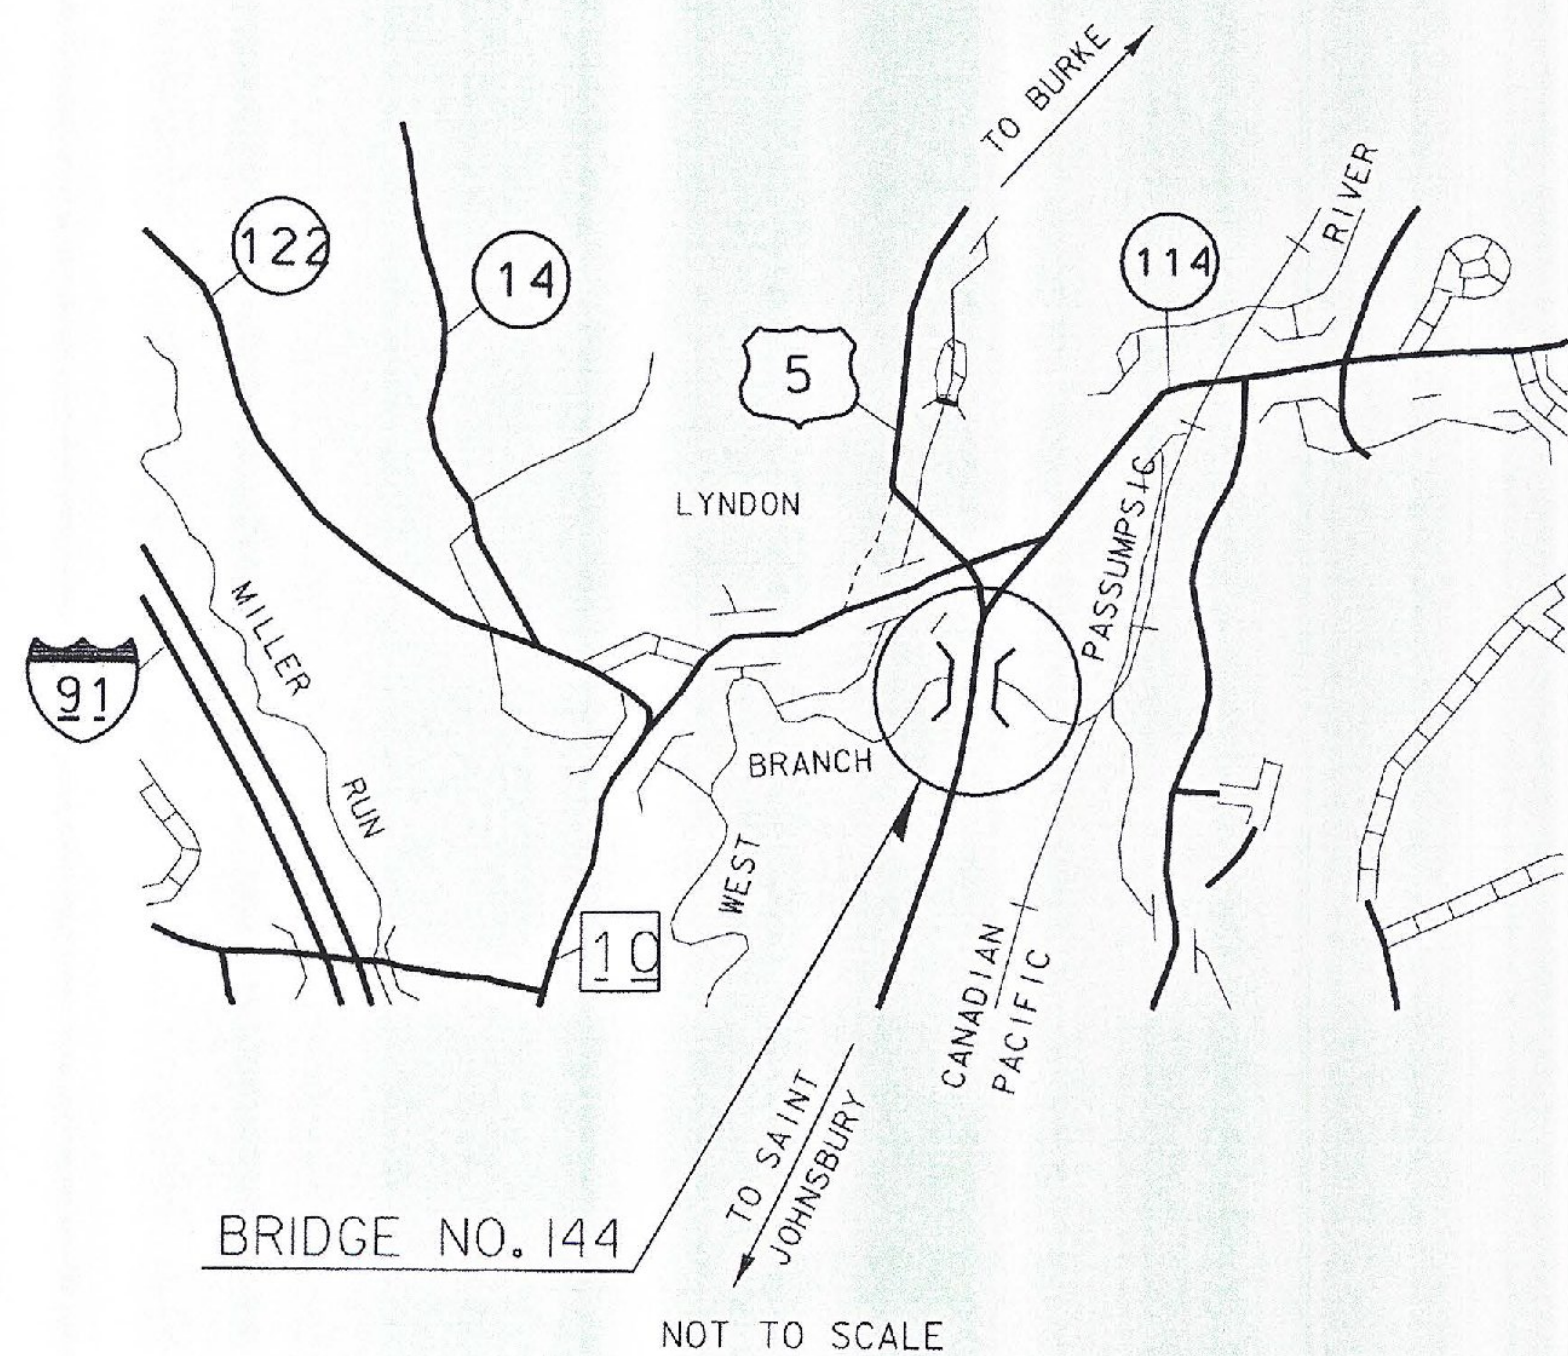 TO BURKE
RIVER
122
14
114
5
LYNDON
PASSUMPSIC
MILLER
91
BRANCH
RUN
WEST
10
CANADIAN
PACIFIC
TO SAINT
JOHNSBURY
BRIDGE NO. 144
NOT TO SCALE